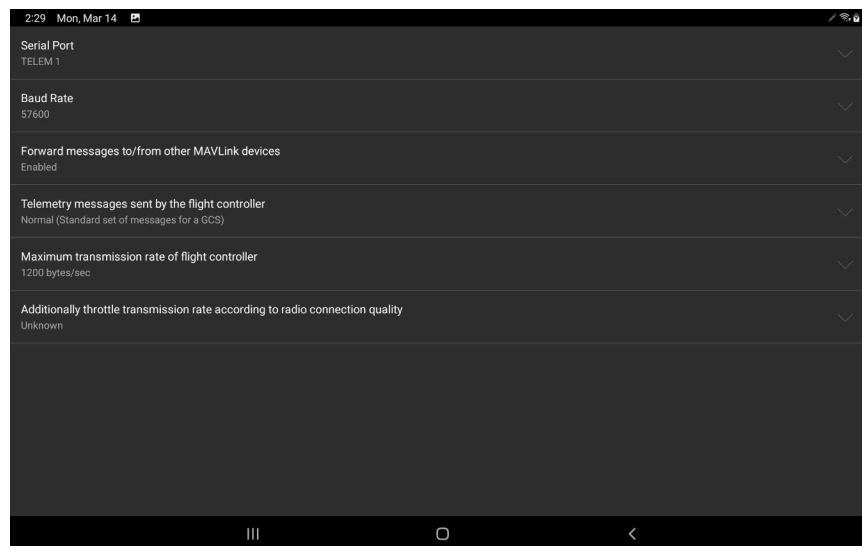 2:29 Mon, Mar 14
Serial Port
TELEM 1
Baud Rate
57600
Forward messages to/from other MAVLink devices
Enabled
Telemetry messages sent by the flight controller
Normal (Standard set of messages for a GCS)
Maximum transmission rate of flight controller
1200 bytes/sec
Additionally throttle transmission rate according to radio connection quality
Unknown